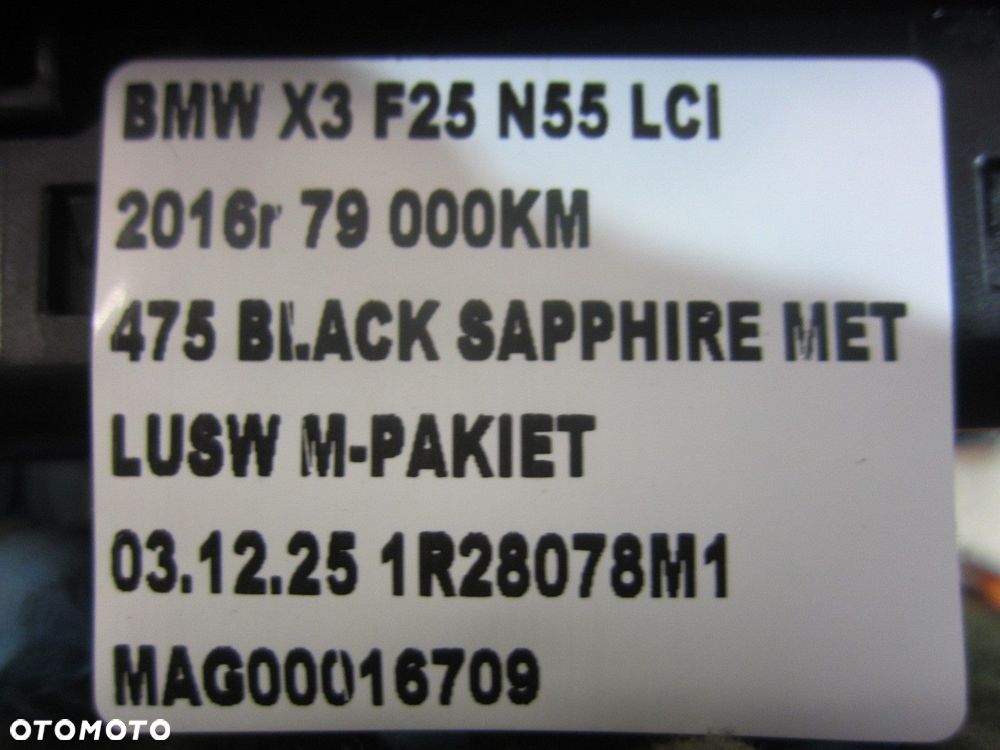 BMW X3 F25 N55 LCI
2016r 79 000KM
475 BLACK SAPPHIRE MET
LUSW M-PAKIET
03.12.25 1R28078M1
MAG00016709
OTOMOTO